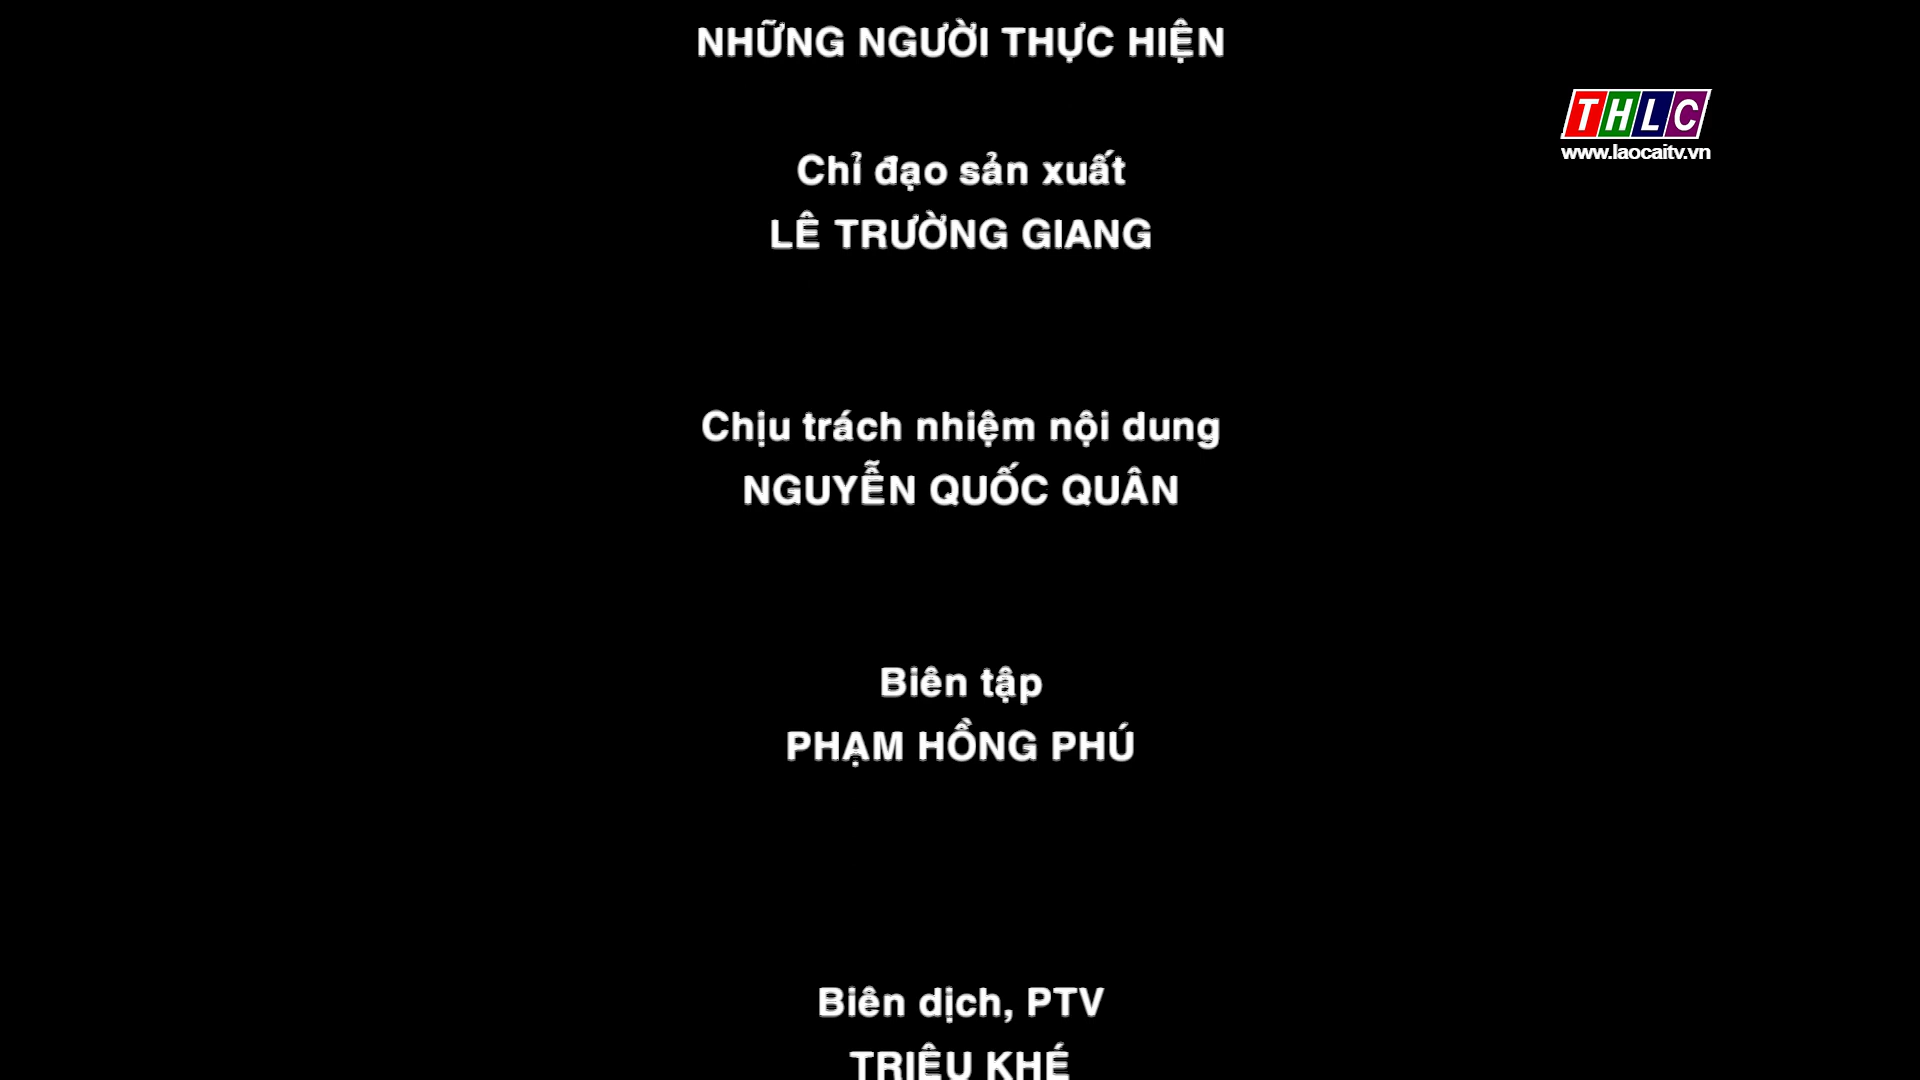 NHỮNG NGƯỜI THỰC HIỆN
THLC
www.laocaitv.vn
Chỉ đạo sản xuất
LÊ TRƯỜNG GIANG
Chịu trách nhiệm nội dung
NGUYỄN QUỐC QUÂN
Biên tập
PHẠM HỒNG PHÚ
Biên dịch, PTV
TRIỆU KHÉ